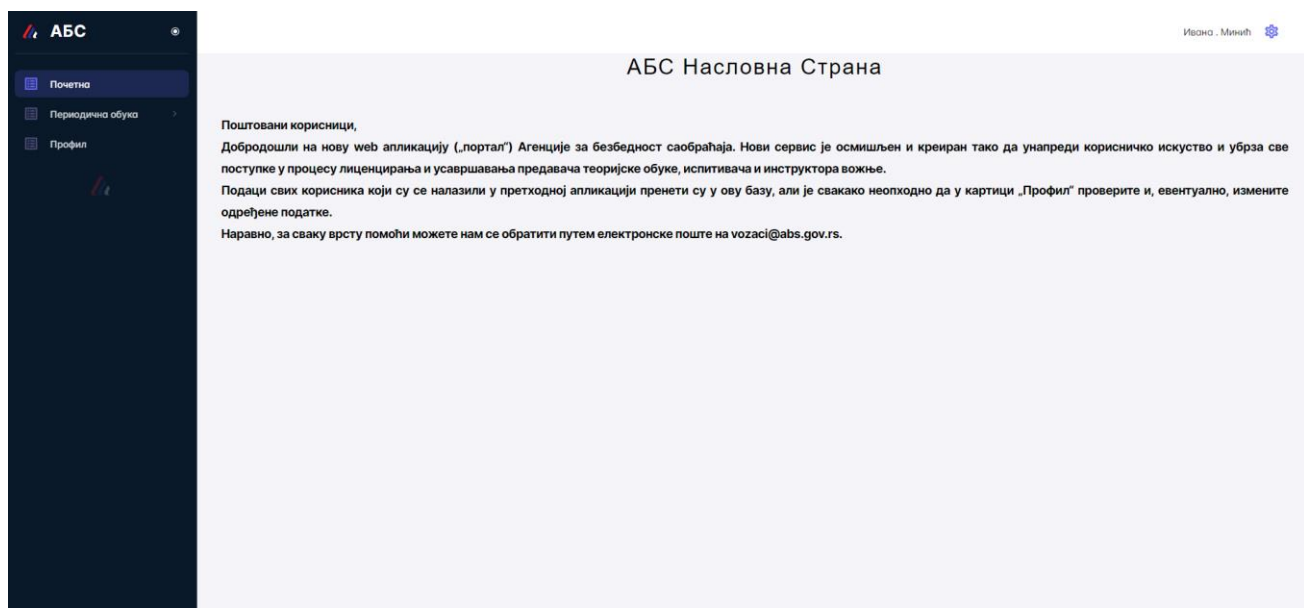 АБС
Ивана . Минић
АБС Насловна Страна
Почетна
Периодична обука
Профил
Поштовани корисници,
Добродошли на нову web апликацију („портал“) Агенције за безбедност саобраћаја. Нови сервис је осмишљен и креиран тако да унапреди корисничко искуство и убрза све
поступке у процесу лиценцирања и усавршавања предавача теоријске обуке, испитивача и инструктора вожње.
Подаци свих корисника који су се налазили у претходној апликацији пренети су у ову базу, али је свакако неопходно да у картици „Профил“ проверите и, евентуално, измените
одређене податке.
Наравно, за сваку врсту помоћи можете нам се обратити путем електронске поште на vozaci@abs.gov.rs.